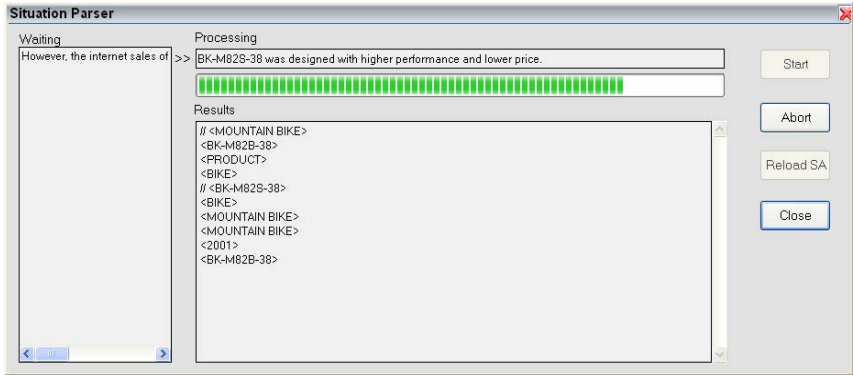 Situation Parser
Waiting
However, the internet sales of
>>
Processing
BK-M82S-38 was designed with higher performance and lower price.
Results
// <MOUNTAIN BIKE>
<BK-M82B-38>
<PRODUCT>
<BIKE>
// <BK-M82S-38>
<BIKE>
<MOUNTAIN BIKE>
<MOUNTAIN BIKE>
<2001>
<BK-M82B-38>
Start
Abort
Reload SA
Close